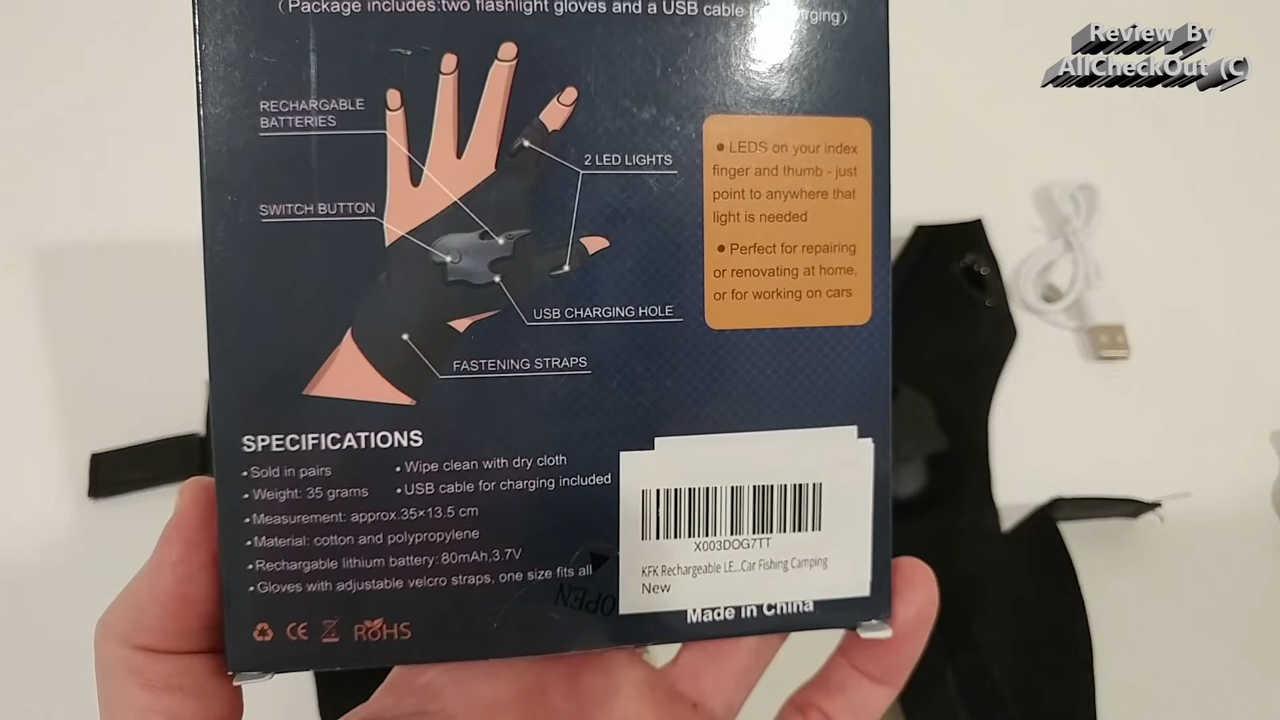 Review By
AllCheckOut (C)
(Package includes:two flashlight gloves and a USB cable
RECHARGABLE
BATTERIES
2 LED LIGHTS
SWITCH BUTTON
USB CHARGING HOLE
FASTENING STRAPS
● LEDS on your index
finger and thumb - just
point to anywhere that
light is needed
● Perfect for repairing
or renovating at home,
or for working on cars
SPECIFICATIONS
•Sold in pairs
•Wipe clean with dry cloth
•Weight: 35 grams
•USB cable for charging included
•Measurement: approx.35×13.5 cm
•Material: cotton and polypropylene
•Rechargable lithium battery: 80mAh,3.7V
•Gloves with adjustable velcro straps, one size fits all
OPEN
X003DOG7TT
KFK Rechargeable LE...Car Fishing Camping
New
Made in China
CE
RoHS